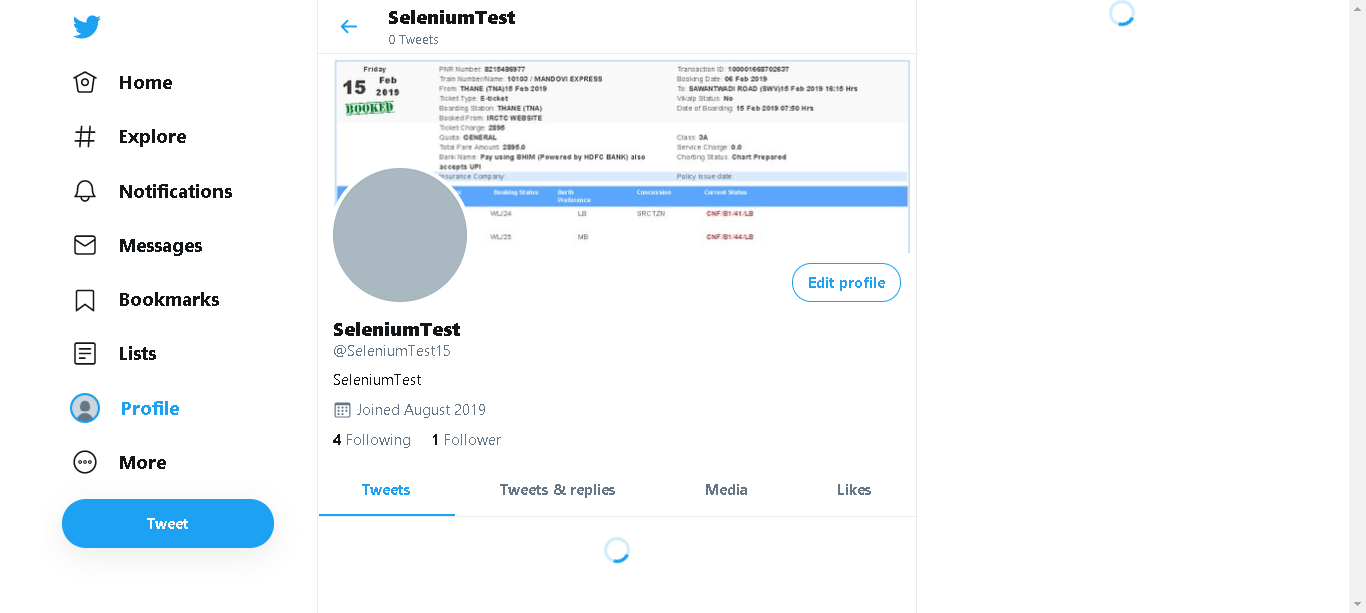 SeleniumTest
0 Tweets
Home
Explore
Notifications
Messages
Bookmarks
Lists
Profile
More
Tweet
Friday
15 Feb
2019
BOOKED
PNR Number: 8215486977
Train Number/Name: 10103 / MANDOVI EXPRESS
From: THANE (TNA)15 Feb 2019
Ticket Type: E-ticket
Boarding Station: THANE (TNA)
Booked From: IRCTC WEBSITE
Ticket Charge: 2895
Quota: GENERAL
Total Fare Amount: 2895.0
Bank Name: Pay using BHIM (Powered by HDFC BANK) also
accepts UPI
Insurance Company:
Transaction ID: 100001668702637
Booking Date: 06 Feb 2019
To: SAWANTWADI ROAD (SWV)15 Feb 2019 16:15 Hrs
Vikalp Status: No
Date of Boarding: 15 Feb 2019 07:50 Hrs
Class: 3A
Service Charge: 0.0
Charting Status: Chart Prepared
Policy Issue date:
Booking Status Berth Preference Concession Current Status
WL/24 LB SRCTZN CNF/B1/41/LB
WL/25 MB CNF/B1/44/LB
Edit profile
SeleniumTest
@SeleniumTest15
SeleniumTest
Joined August 2019
4 Following 1 Follower
Tweets Tweets & replies Media Likes